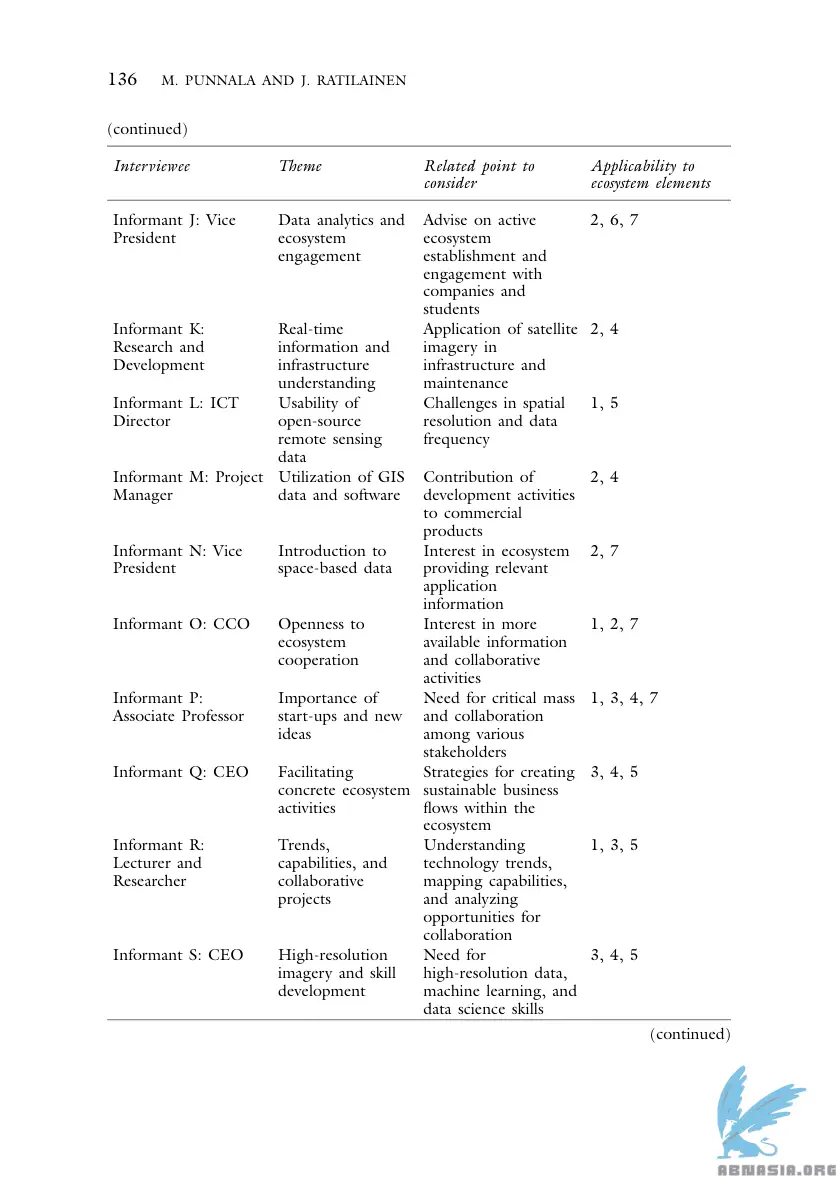 136 M. PUNNALA AND J. RATILAINEN
(continued)
Interviewee Theme Related point to consider Applicability to ecosystem elements
Informant J: Vice President Data analytics and ecosystem engagement Advise on active ecosystem establishment and engagement with companies and students 2, 6, 7
Informant K: Research and Development Real-time information and infrastructure understanding Application of satellite imagery in infrastructure and maintenance 2, 4
Informant L: ICT Director Usability of open-source remote sensing data Challenges in spatial resolution and data frequency 1, 5
Informant M: Project Manager Utilization of GIS data and software Contribution of development activities to commercial products 2, 4
Informant N: Vice President Introduction to space-based data Interest in ecosystem providing relevant application information 2, 7
Informant O: CCO Openness to ecosystem cooperation Interest in more available information and collaborative activities 1, 2, 7
Informant P: Associate Professor Importance of start-ups and new ideas Need for critical mass and collaboration among various stakeholders 1, 3, 4, 7
Informant Q: CEO Facilitating concrete ecosystem activities Strategies for creating sustainable business flows within the ecosystem 3, 4, 5
Informant R: Lecturer and Researcher Trends, capabilities, and collaborative projects Understanding technology trends, mapping capabilities, and analyzing opportunities for collaboration 1, 3, 5
Informant S: CEO High-resolution imagery and skill development Need for high-resolution data, machine learning, and data science skills 3, 4, 5
(continued)
ABNASIA.ORG